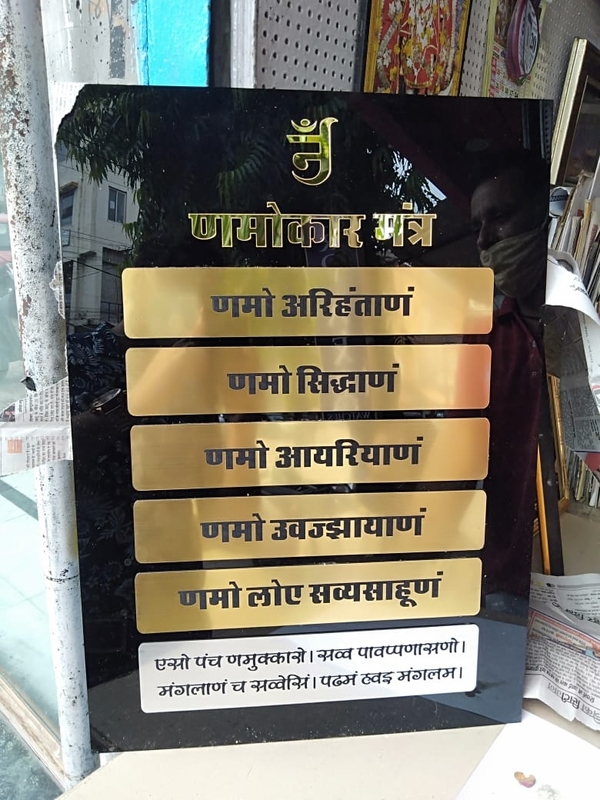 णमोकार मंत्र
णमो अरिहंताणं
णमो सिद्धाणं
णमो आयरियाणं
णमो उवज्झायाणं
णमो लोए सव्यसाहूणं
एसो पंच णमुक्कारो। सव्व पावप्पणासणो।
मंगलाणं च सव्वेसिं। पढमं हवइ मंगलम।